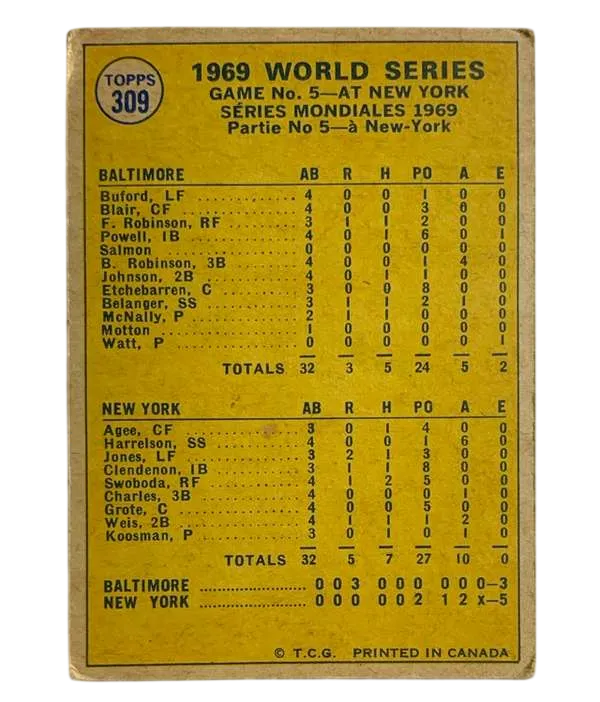 TOPPS
309
1969 WORLD SERIES
GAME No. 5—AT NEW YORK
SÉRIES MONDIALES 1969
Partie No 5—à New-York
BALTIMORE AB R H PO A E
Buford, LF 4 0 0 1 0 0
Blair, CF 4 0 0 3 0 0
F. Robinson, RF 3 1 1 2 0 0
Powell, 1B 4 0 1 6 0 1
Salmon 0 0 0 0 0 0
B. Robinson, 3B 4 0 0 1 4 0
Johnson, 2B 4 0 1 1 0 0
Etchebarren, C 3 0 0 8 0 0
Belanger, SS 3 1 1 2 1 0
McNally, P 2 1 1 0 0 0
Motton 1 0 0 0 0 0
Watt, P 0 0 0 0 0 1
TOTALS 32 3 5 24 5 2
NEW YORK AB R H PO A E
Agee, CF 3 0 1 4 0 0
Harrelson, SS 4 0 0 1 6 0
Jones, LF 3 2 1 3 0 0
Clendenon, 1B 3 1 1 8 0 0
Swoboda, RF 4 1 2 5 0 0
Charles, 3B 4 0 0 0 1 0
Grote, C 4 0 0 5 0 0
Weis, 2B 4 1 1 1 2 0
Koosman, P 3 0 1 0 1 0
TOTALS 32 5 7 27 10 0
BALTIMORE 0 0 3 0 0 0 0 0 0—3
NEW YORK 0 0 0 0 0 2 1 2 X—5
© T.C.G. PRINTED IN CANADA